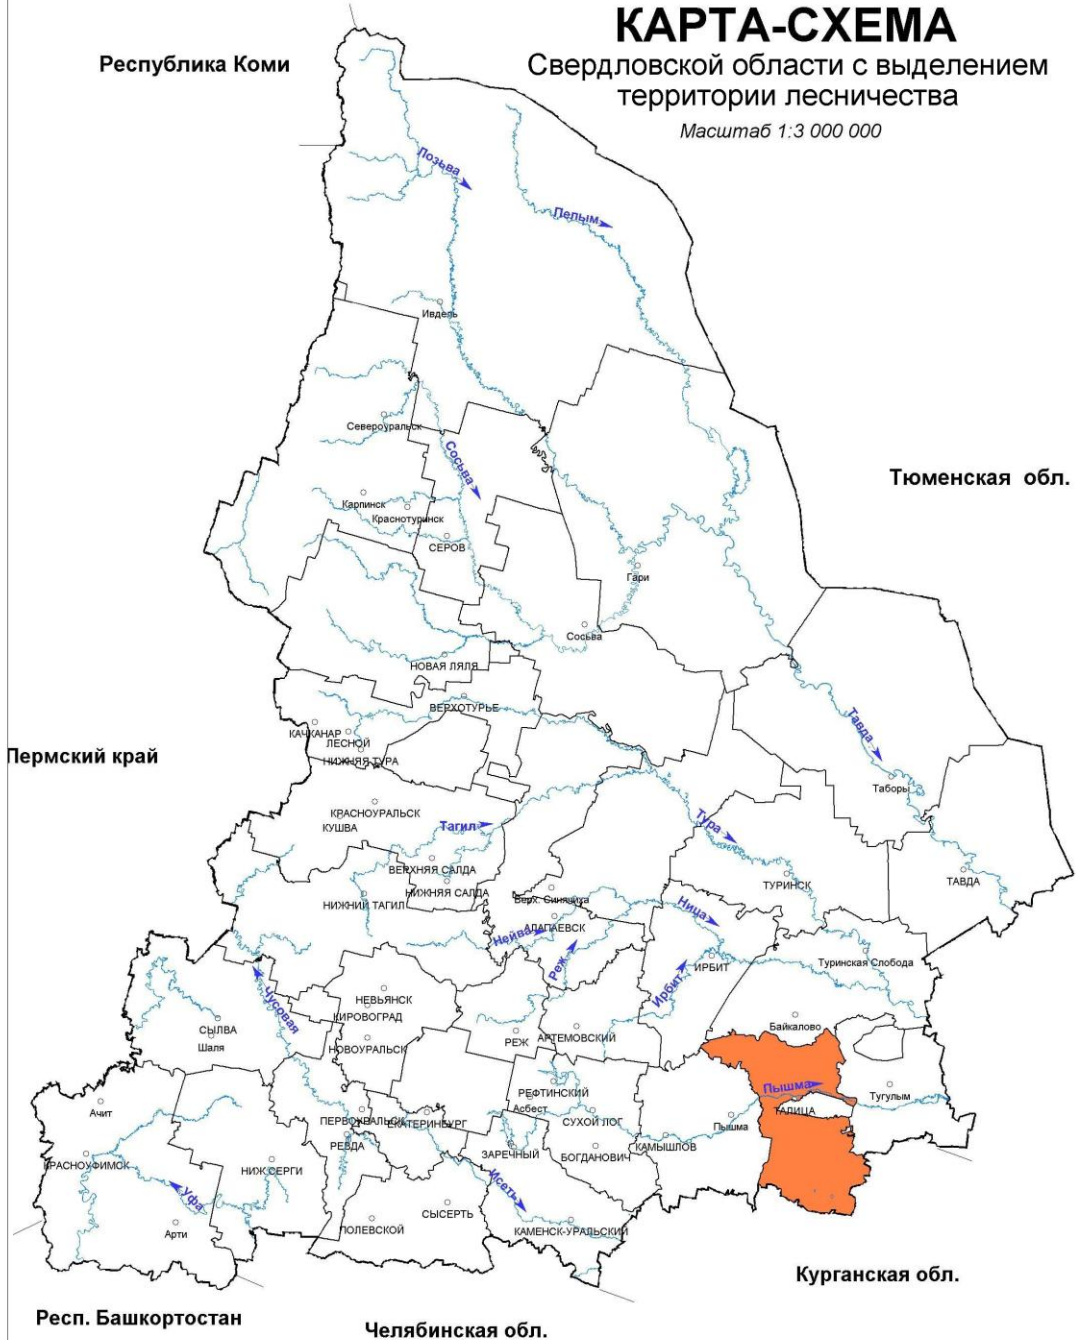 КАРТА-СХЕМА
Свердловской области с выделением
территории лесничества
Масштаб 1:3 000 000
Республика Коми
Лозьва
Пелым
Ивдель
Североуральск
Сосьва
Тюменская обл.
Карпинск
Краснотуринск
СЕРОВ
Гари
Сосьва
НОВАЯ ЛЯЛЯ
ВЕРХОТУРЬЕ
КАЧКАНАР
ЛЕСНОЙ
НИЖНЯЯ ТУРА
Пермский край
Тавда
Таборы
КРАСНОУРАЛЬСК
КУШВА
Тагил
Тура
ВЕРХНЯЯ САЛДА
НИЖНЯЯ САЛДА
НИЖНИЙ ТАГИЛ
ТУРИНСК
ТАВДА
Верх. Синячиха
АЛАПАЕВСК
Нейва
Реж
Ница
Ирбит
ИРБИТ
Туринская Слобода
Чусовая
НЕВЬЯНСК
КИРОВОГРАД
НОВОУРАЛЬСК
СЫЛВА
Шаля
РЕЖ
АРТЕМОВСКИЙ
Байкалово
Пышма
Тугулым
ТАЛИЦА
РЕФТИНСКИЙ
Асбест
СУХОЙ ЛОГ
Ачит
ПЕРВОУРАЛЬСК
ЕКАТЕРИНБУРГ
РЕВДА
ЗАРЕЧНЫЙ
БОГДАНОВИЧ
КАМЫШЛОВ
Пышма
КРАСНОУФИМСК
НИЖ.СЕРГИ
Уфа
Арти
Исеть
СЫСЕРТЬ
ПОЛЕВСКОЙ
КАМЕНСК-УРАЛЬСКИЙ
Курганская обл.
Респ. Башкортостан
Челябинская обл.